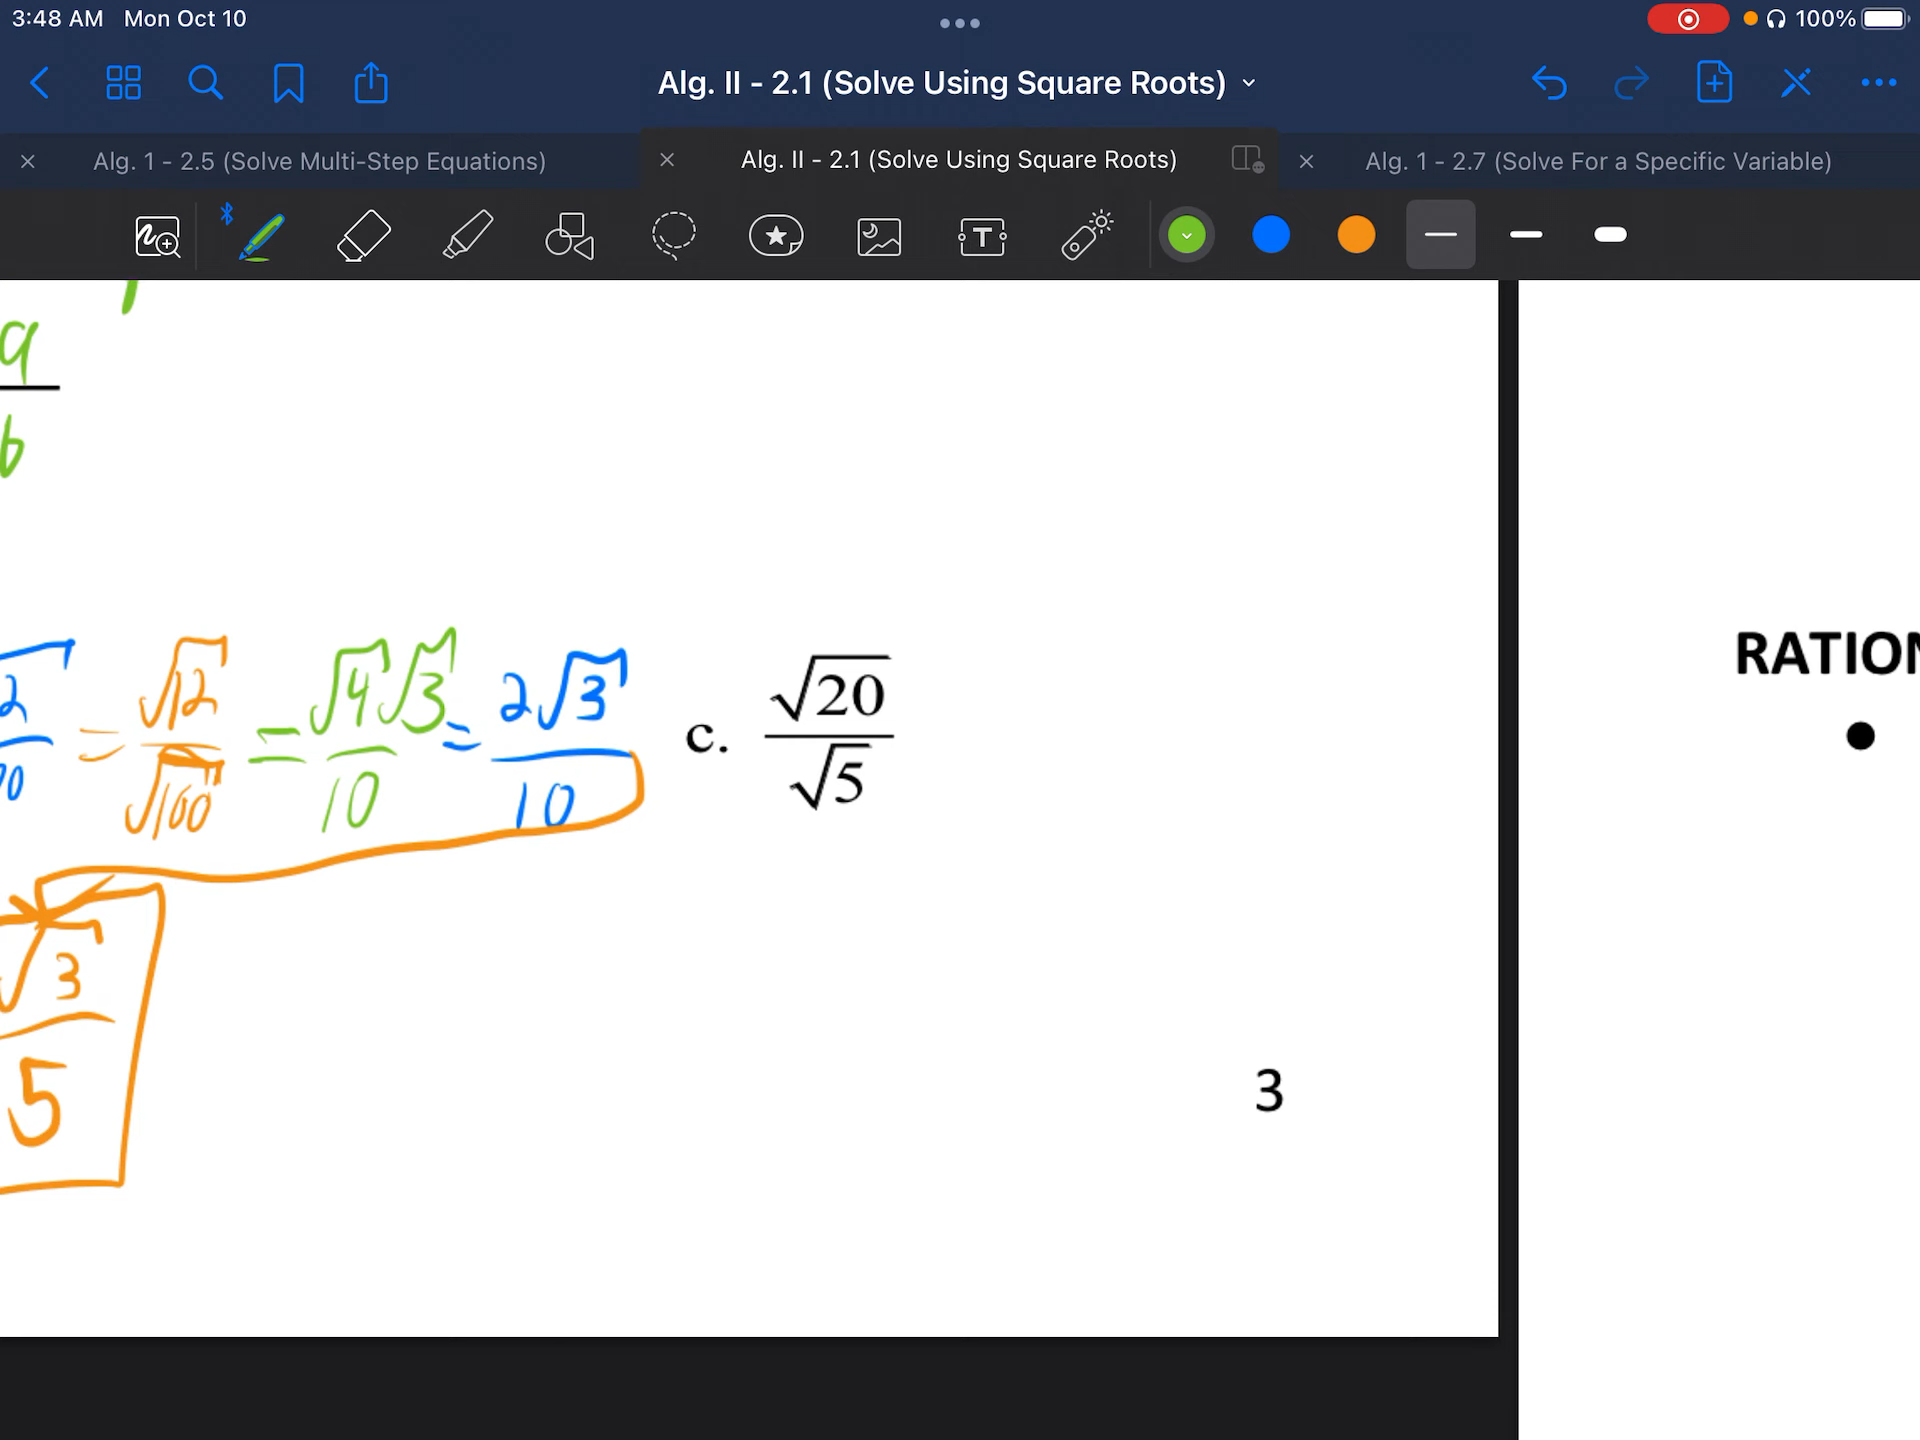 3:48 AM Mon Oct 10
100%
Alg. II - 2.1 (Solve Using Square Roots)
Alg. 1 - 2.5 (Solve Multi-Step Equations)
Alg. II - 2.1 (Solve Using Square Roots)
Alg. 1 - 2.7 (Solve For a Specific Variable)
a
b
= √12/√100 = √4√3/10 = 2√3/10
c. √20/√5
√3
5
3
RATION
•